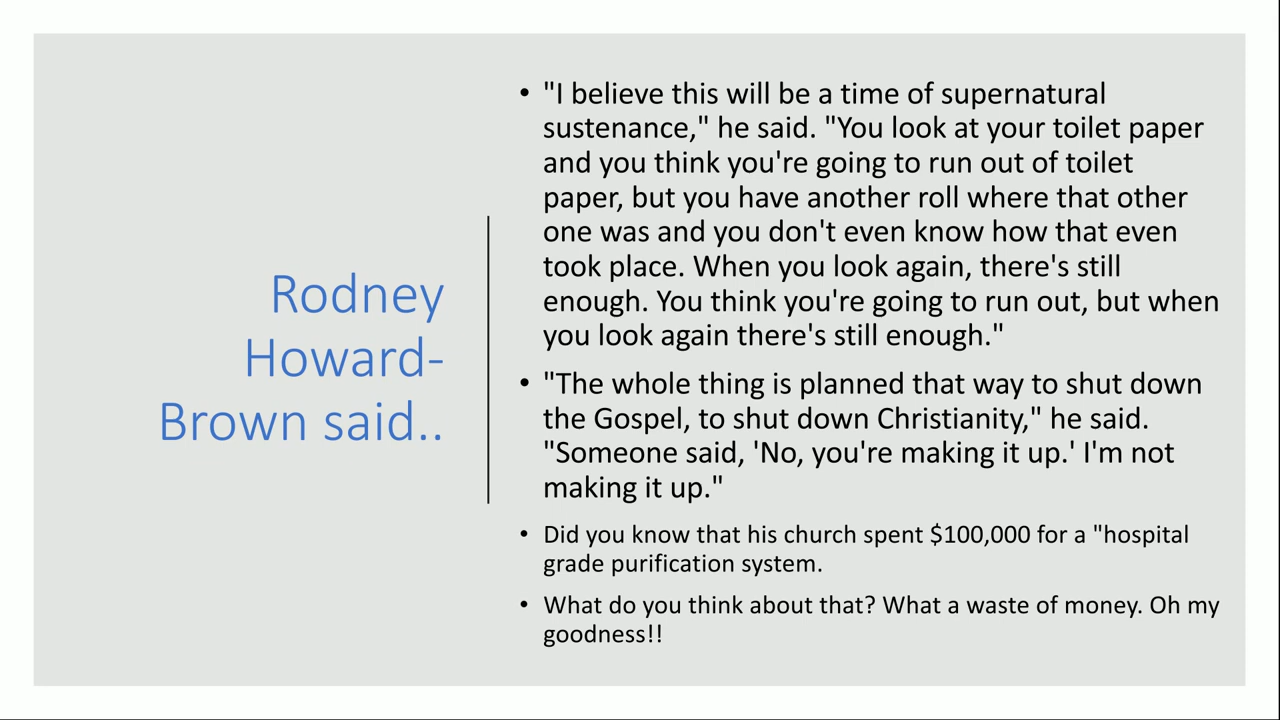 Rodney
Howard-
Brown said..
• "I believe this will be a time of supernatural
sustenance," he said. "You look at your toilet paper
and you think you're going to run out of toilet
paper, but you have another roll where that other
one was and you don't even know how that even
took place. When you look again, there's still
enough. You think you're going to run out, but when
you look again there's still enough."
• "The whole thing is planned that way to shut down
the Gospel, to shut down Christianity," he said.
"Someone said, 'No, you're making it up.' I'm not
making it up."
• Did you know that his church spent $100,000 for a "hospital
grade purification system.
• What do you think about that? What a waste of money. Oh my
goodness!!